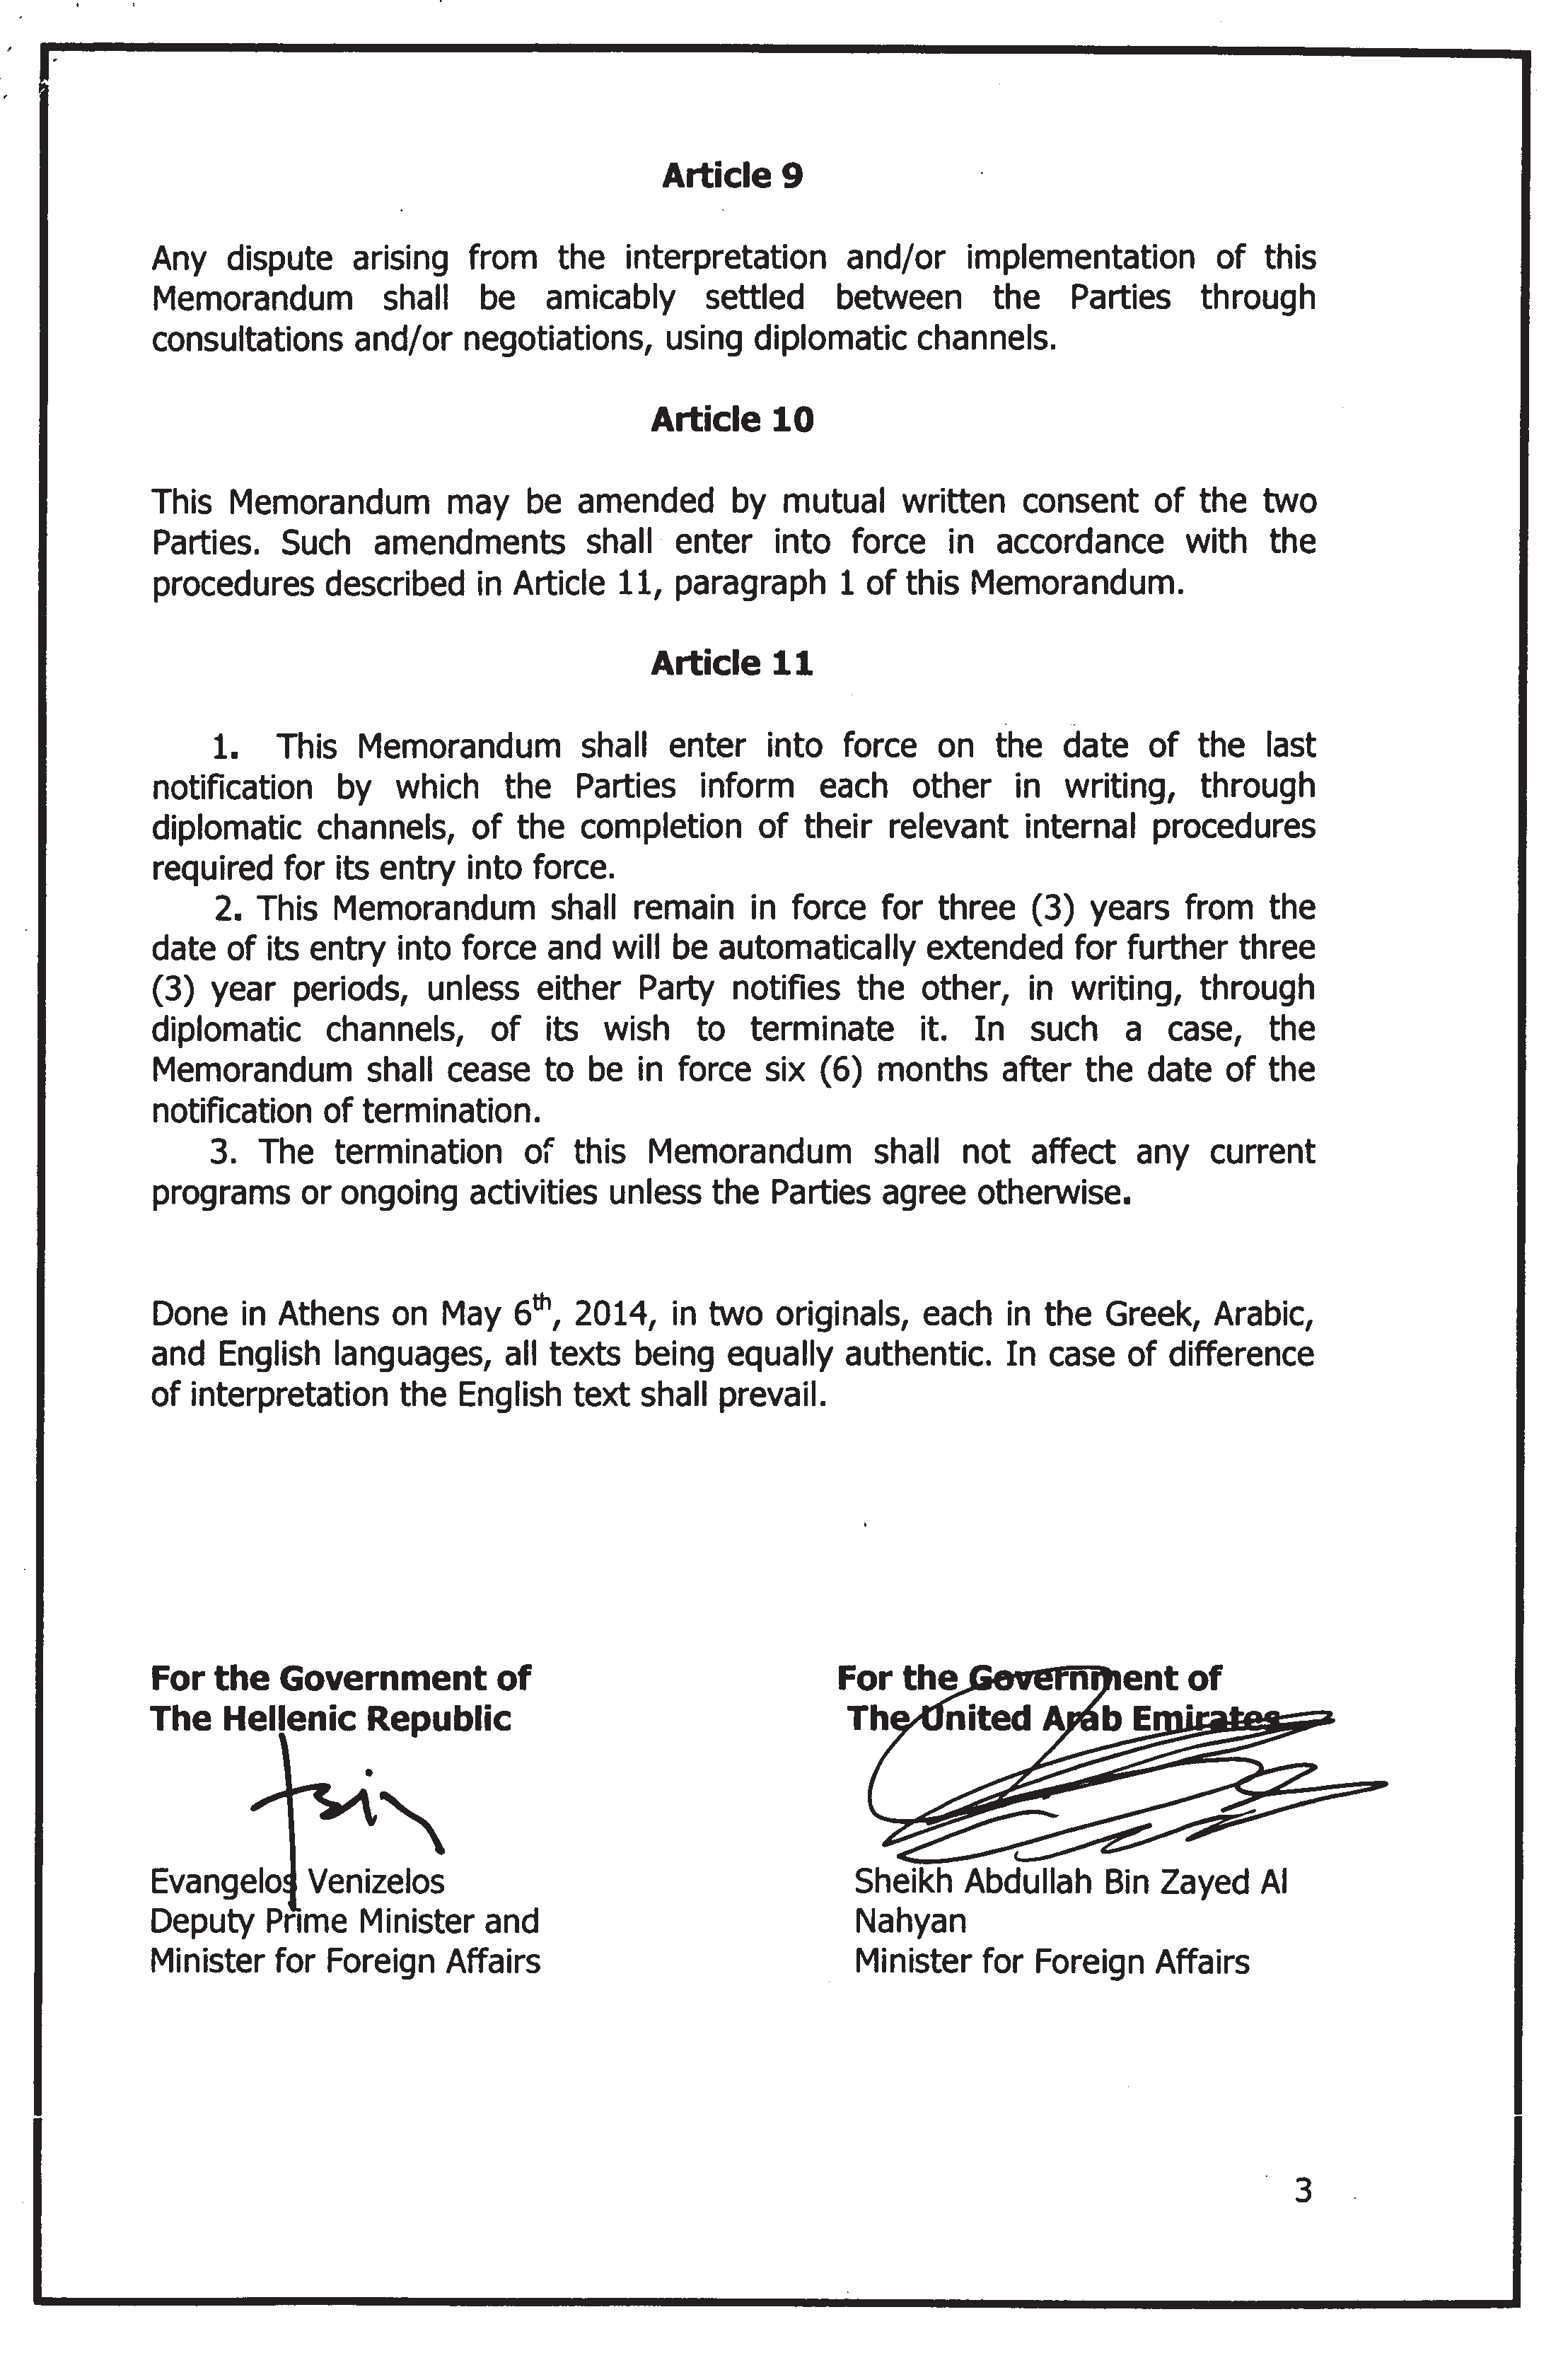 Article 9
Any dispute arising from the interpretation and/or implementation of this
Memorandum shall be amicably settled between the Parties through
consultations and/or negotiations, using diplomatic channels.
Article 10
This Memorandum may be amended by mutual written consent of the two
Parties. Such amendments shall enter into force in accordance with the
procedures described in Article 11, paragraph 1 of this Memorandum.
Article 11
1. This Memorandum shall enter into force on the date of the last
notification by which the Parties inform each other in writing, through
diplomatic channels, of the completion of their relevant internal procedures
required for its entry into force.
2. This Memorandum shall remain in force for three (3) years from the
date of its entry into force and will be automatically extended for further three
(3) year periods, unless either Party notifies the other, in writing, through
diplomatic channels, of its wish to terminate it. In such a case, the
Memorandum shall cease to be in force six (6) months after the date of the
notification of termination.
3. The termination of this Memorandum shall not affect any current
programs or ongoing activities unless the Parties agree otherwise.
Done in Athens on May 6th, 2014, in two originals, each in the Greek, Arabic,
and English languages, all texts being equally authentic. In case of difference
of interpretation the English text shall prevail.
For the Government of
The Hellenic Republic
Evangelos Venizelos
Deputy Prime Minister and
Minister for Foreign Affairs
For the Government of
The United Arab Emirates
Sheikh Abdullah Bin Zayed Al
Nahyan
Minister for Foreign Affairs
3